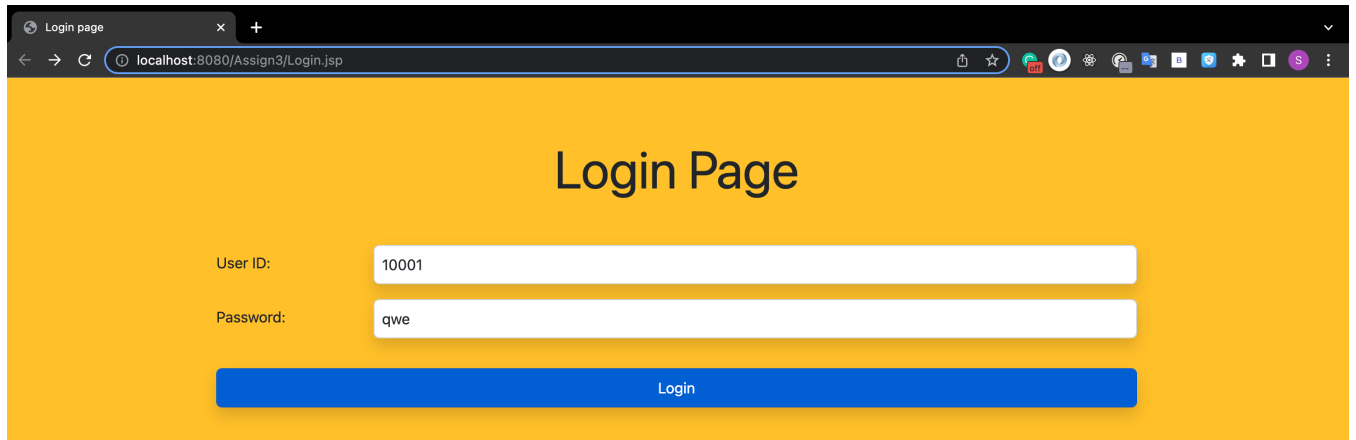 Login page
localhost:8080/Assign3/Login.jsp
off
B
S
Login Page
User ID: 10001
Password: qwe
Login